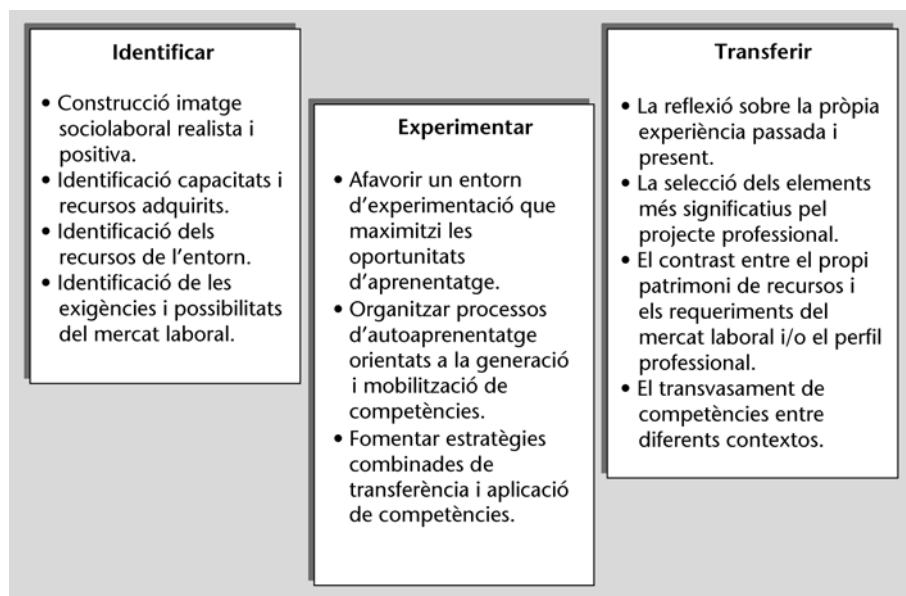 Identificar
• Construcció imatge
sociolaboral realista i
positiva.
• Identificació capacitats i
recursos adquirits.
• Identificació dels
recursos de l'entorn.
• Identificació de les
exigències i possibilitats
del mercat laboral.
Experimentar
• Afavorir un entorn
d'experimentació que
maximitzi les
oportunitats
d'aprenentatge.
• Organitzar processos
d'autoaprenentatge
orientats a la generació
i mobilització de
competències.
• Fomentar estratègies
combinades de
transferència i aplicació
de competències.
Transferir
• La reflexió sobre la pròpia
experiència passada i
present.
• La selecció dels elements
més significatius pel
projecte professional.
• El contrast entre el propi
patrimoni de recursos i
els requeriments del
mercat laboral i/o el perfil
professional.
• El transvasament de
competències entre
diferents contextos.